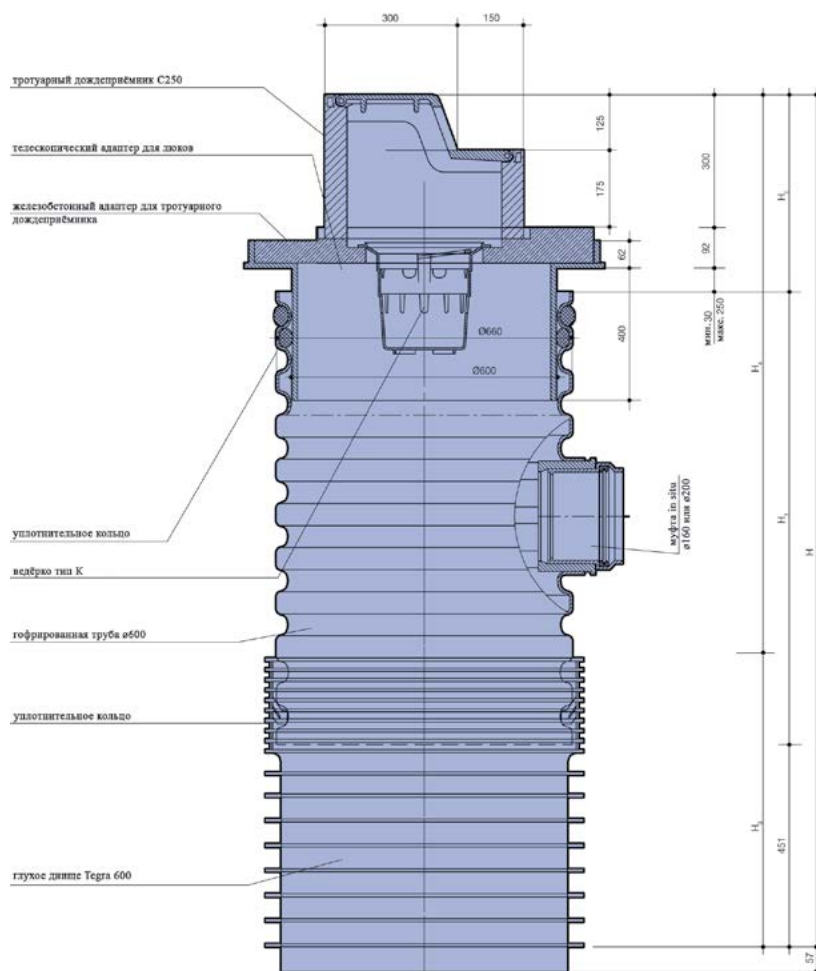 300
150
тротуарный дождеприёмник C250
телескопический адаптер для люков
железобетонный адаптер для тротуарного
дождеприёмника
125
175
300
62
92
400
мин. 30
макс. 250
Ø660
Ø600
муфта in situ
ø160 или ø200
уплотнительное кольцо
ведёрко тип K
гофрированная труба ø600
уплотнительное кольцо
глухое днище Tegra 600
H
451
57